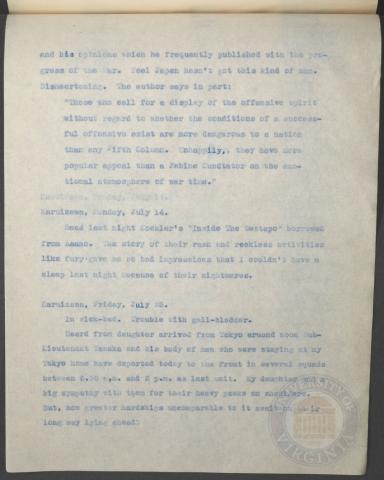 and his opinions which he frequently published with the pro-
gress of the War. Feel Japan hasn't got this kind of man.
Disheartening. The author says in part:
"Those who call for a display of the offensive spirit
without regard to whether the conditions of a success-
ful offensive exist are more dangerous to a nation
than any Fifth Column. Unhappily, they have more
popular appeal than a Fabius Cunctator on the emo-
tional atmosphere of war time."
Karuizawa, Sunday, July 14.
Read last night "Inside The Gestapo" borrowed
from The story of their rash and reckless activities
like fury gave me so bad impressions that I couldn't have a
sleep last night because of their nightmares.
Karuizawa, Friday, July
In sick-bed. Trouble with gall-bladder.
Heard from daughter arrived from Tokyo around noon Sub-
Lieutenant Tanaka and his body of men who were staying at my
Tokyo home have departed today to the front in several squads
between 6.30 a.m. and 2 p.m. as last unit. My daughter
big sympathy with them for their heavy packs on
But, how greater hardships uncomparable to it await on their
long way lying ahead!
UNIVERSITY OF VIRGINIA